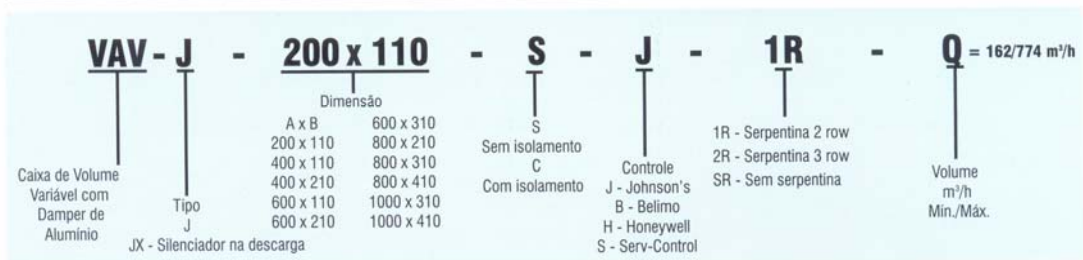 VAV - J - 200 x 110 - S - J - 1R - Q = 162/774 m³/h
Caixa de Volume
Variável com
Damper de
Alumínio
Tipo
J
JX - Silenciador na descarga
Dimensão
A x B 600 x 310
200 x 110 800 x 210
400 x 110 800 x 310
400 x 210 800 x 410
600 x 110 1000 x 310
600 x 210 1000 x 410
S
Sem isolamento
C
Com isolamento
Controle
J - Johnson's
B - Belimo
H - Honeywell
S - Serv-Control
1R - Serpentina 2 row
2R - Serpentina 3 row
SR - Sem serpentina
Volume
m³/h
Mín./Máx.